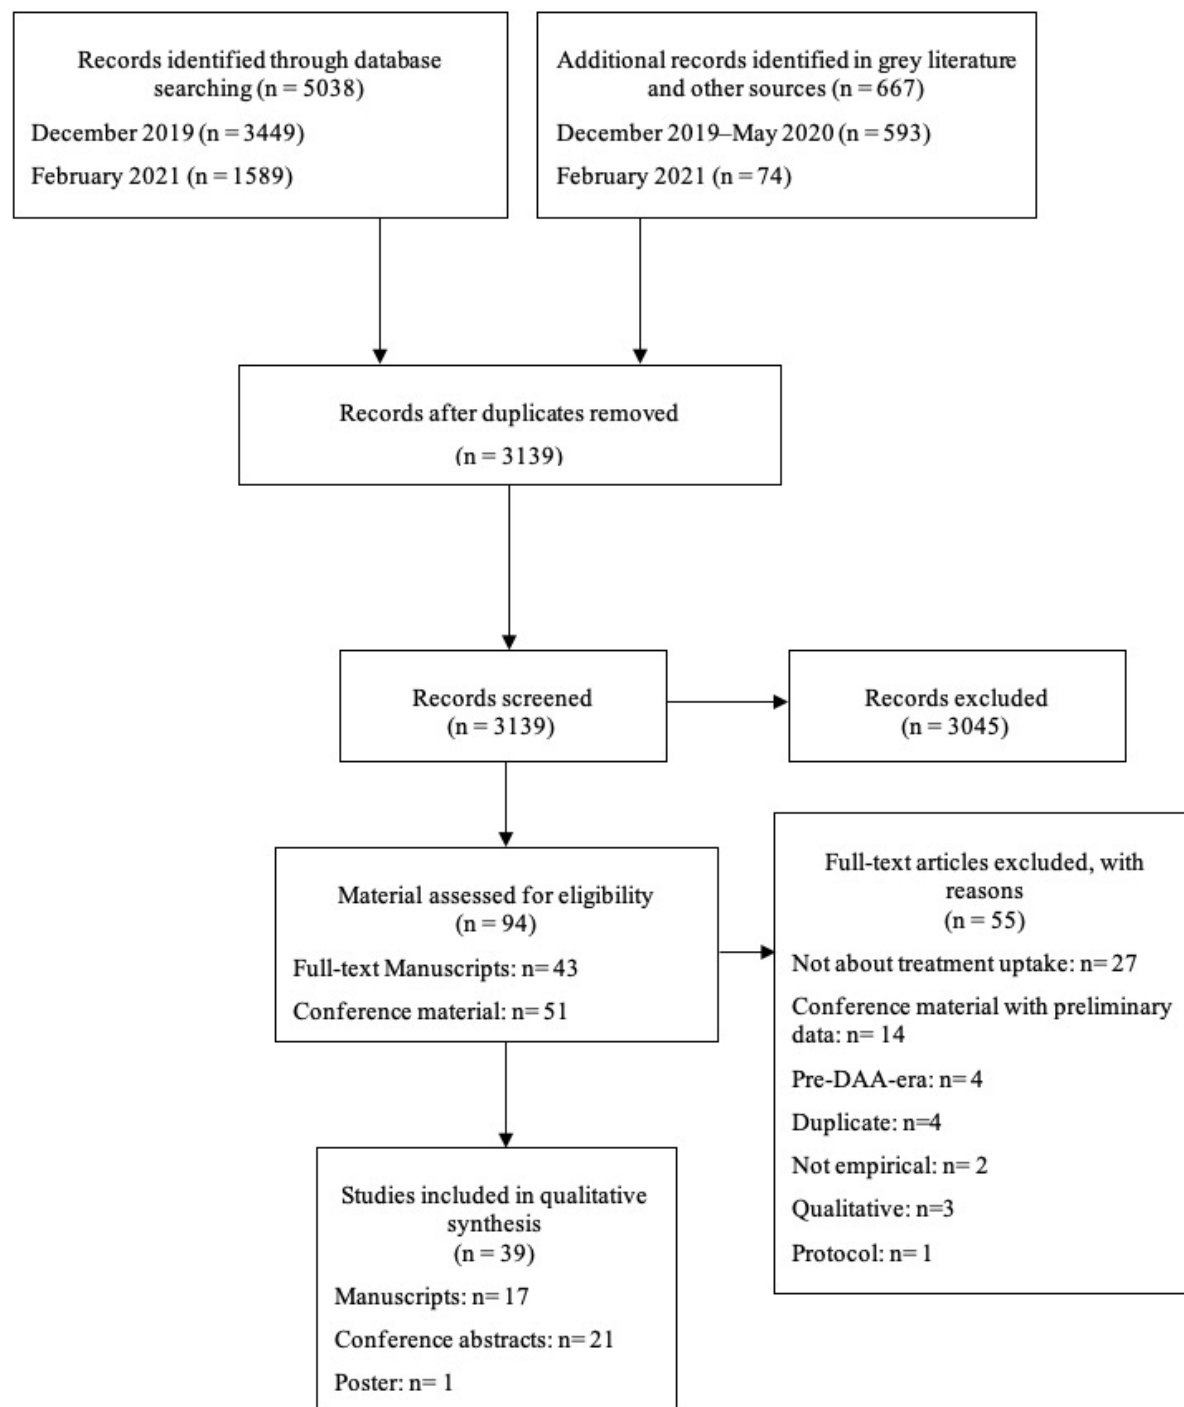 Records identified through database
searching (n = 5038)
December 2019 (n = 3449)
February 2021 (n = 1589)
Additional records identified in grey literature
and other sources (n = 667)
December 2019–May 2020 (n = 593)
February 2021 (n = 74)
Records after duplicates removed
(n = 3139)
Records screened
(n = 3139)
Records excluded
(n = 3045)
Material assessed for eligibility
(n = 94)
Full-text Manuscripts: n= 43
Conference material: n= 51
Full-text articles excluded, with
reasons
(n = 55)
Not about treatment uptake: n= 27
Conference material with preliminary
data: n= 14
Pre-DAA-era: n= 4
Duplicate: n=4
Not empirical: n= 2
Qualitative: n=3
Protocol: n= 1
Studies included in qualitative
synthesis
(n = 39)
Manuscripts: n= 17
Conference abstracts: n= 21
Poster: n= 1